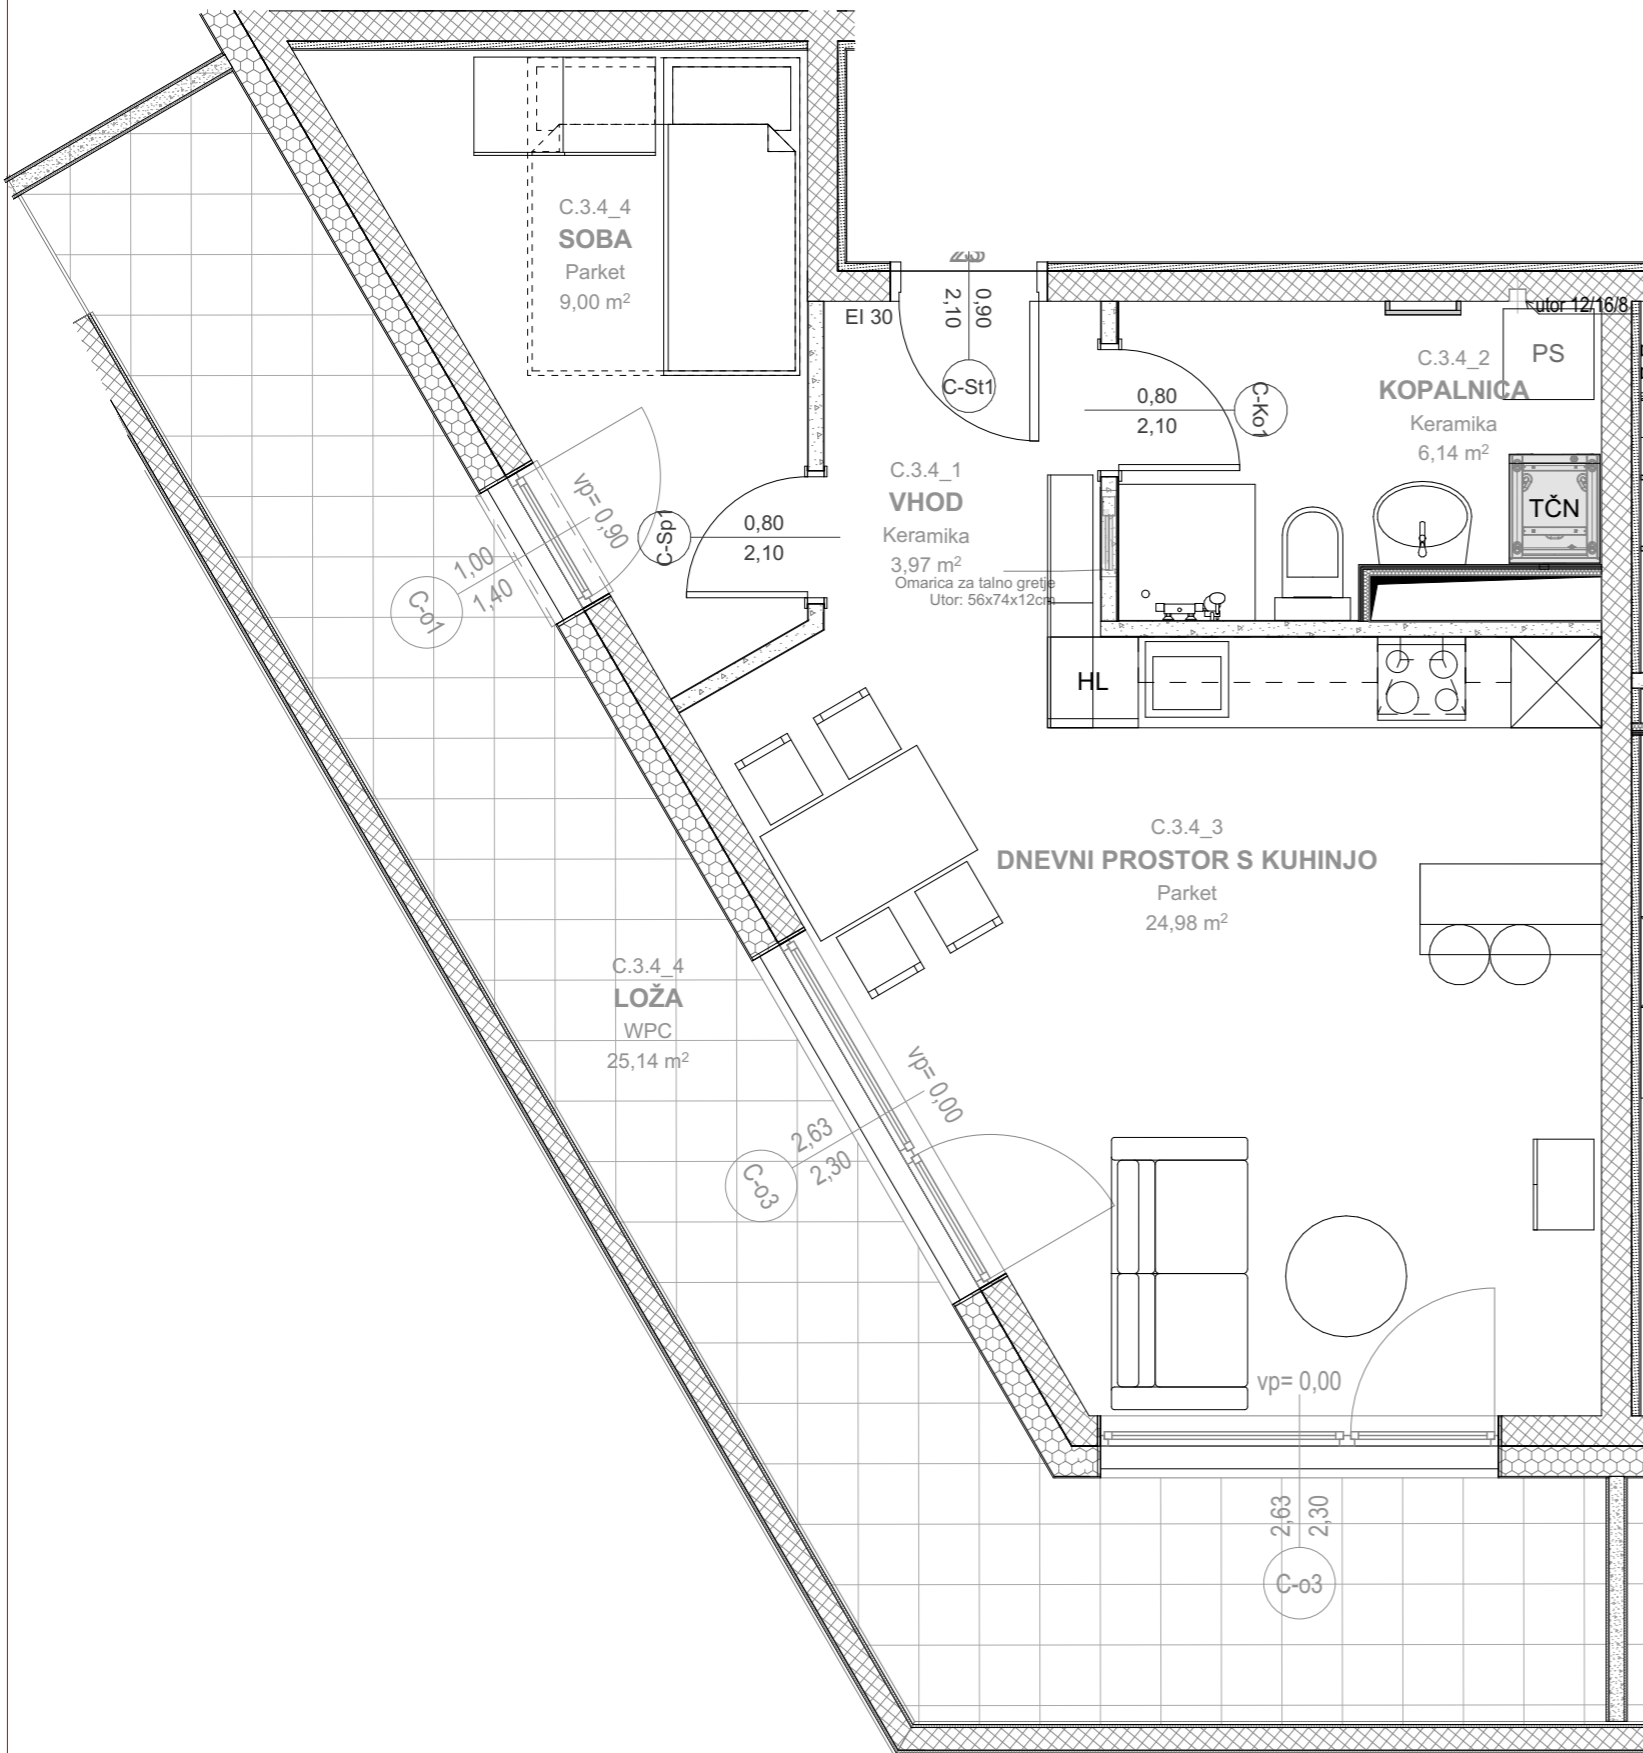 C.3.4_4
SOBA
Parket
9,00 m²
EI 30
0,90
2,10
C-St1
utor 12/16/8
PS
C.3.4_2
KOPALNICA
Keramika
6,14 m²
0,80
2,10
C-Ko1
TČN
C.3.4_1
VHOD
Keramika
3,97 m²
Omarica za talno gretje
Utor: 56x74x12cm
C-Sp1
0,80
2,10
vp= 0,90
1,00
1,40
C-o1
HL
C.3.4_3
DNEVNI PROSTOR S KUHINJO
Parket
24,98 m²
C.3.4_4
LOŽA
WPC
25,14 m²
vp= 0,00
2,63
2,30
C-o3
vp= 0,00
2,63
2,30
C-o3